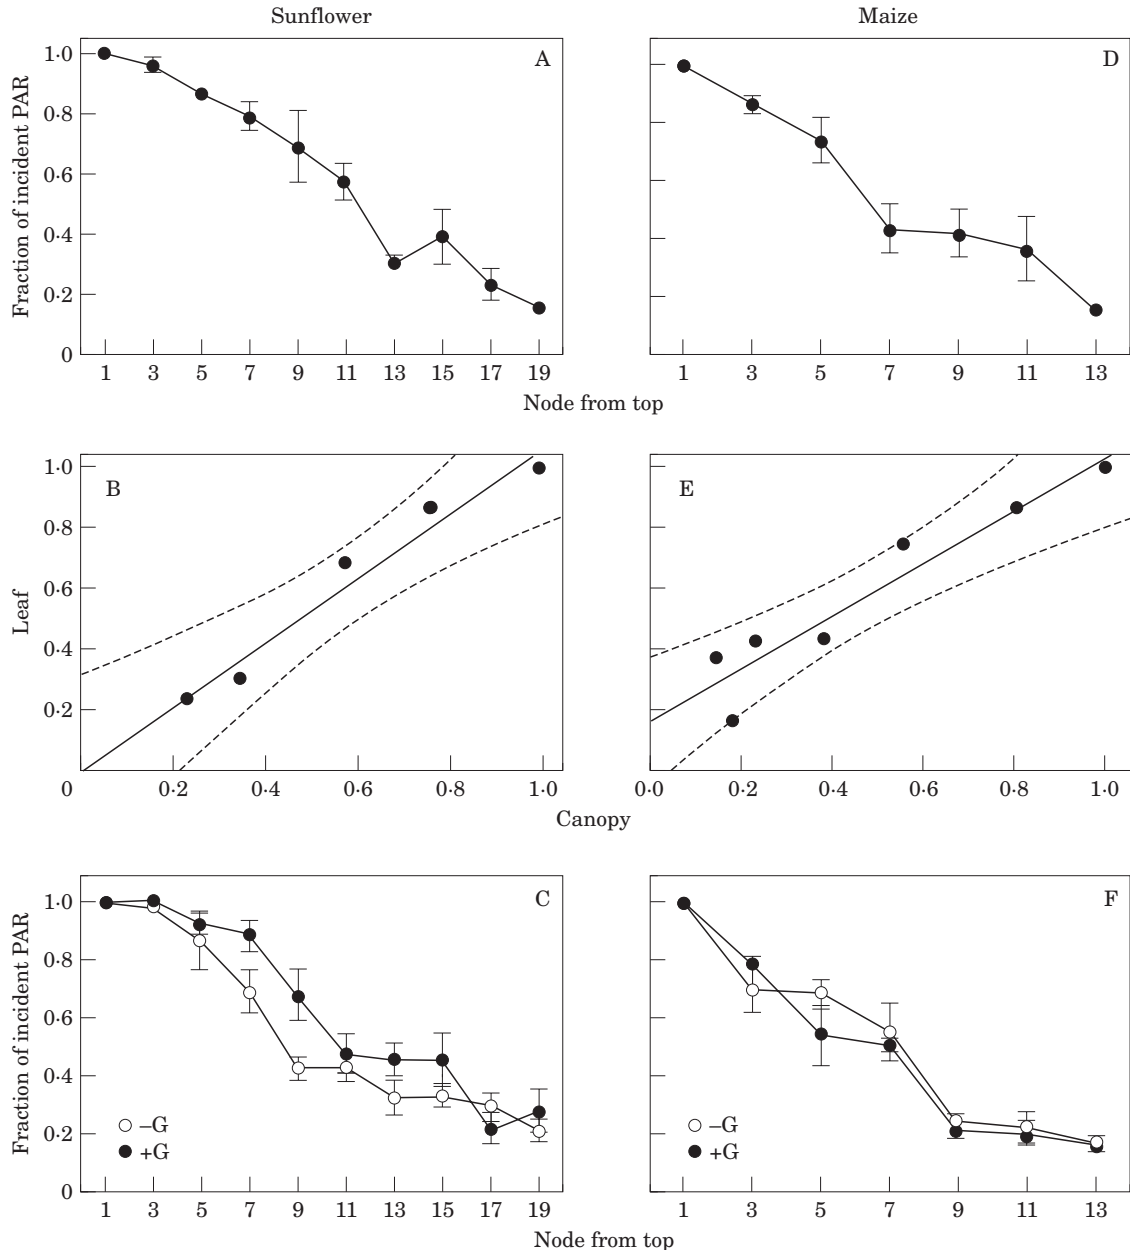 Sunflower
Maize
Fraction of incident PAR
1·0
0·8
0·6
0·4
0·2
0
A
1 3 5 7 9 11 13 15 17 19
D
1 3 5 7 9 11 13
Node from top
Leaf
1·0
0·8
0·6
0·4
0·2
B
0 0·2 0·4 0·6 0·8 1·0
E
0·0 0·2 0·4 0·6 0·8 1·0
Canopy
Fraction of incident PAR
1·0
0·8
0·6
0·4
0·2
0
C
–G
+G
1 3 5 7 9 11 13 15 17 19
F
–G
+G
1 3 5 7 9 11 13
Node from top